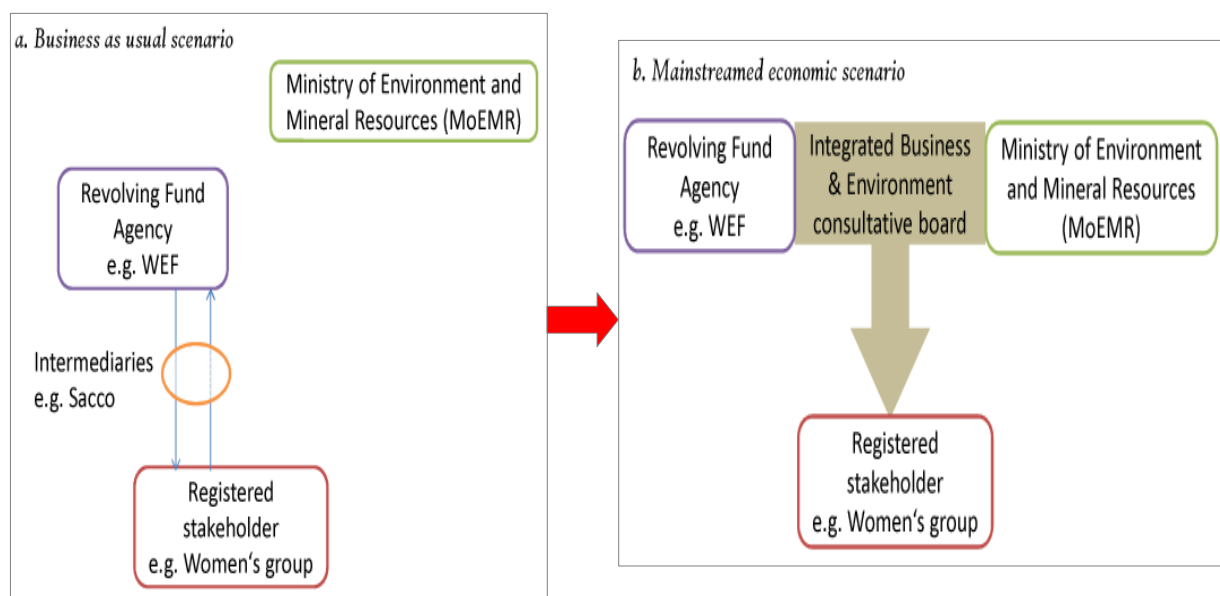 a. Business as usual scenario
Ministry of Environment and
Mineral Resources (MoEMR)
Revolving Fund
Agency
e.g. WEF
Intermediaries
e.g. Sacco
Registered
stakeholder
e.g. Women‘s group
b. Mainstreamed economic scenario
Revolving Fund
Agency
e.g. WEF
Integrated Business
& Environment
consultative board
Ministry of Environment
and Mineral Resources
(MoEMR)
Registered
stakeholder
e.g. Women‘s group